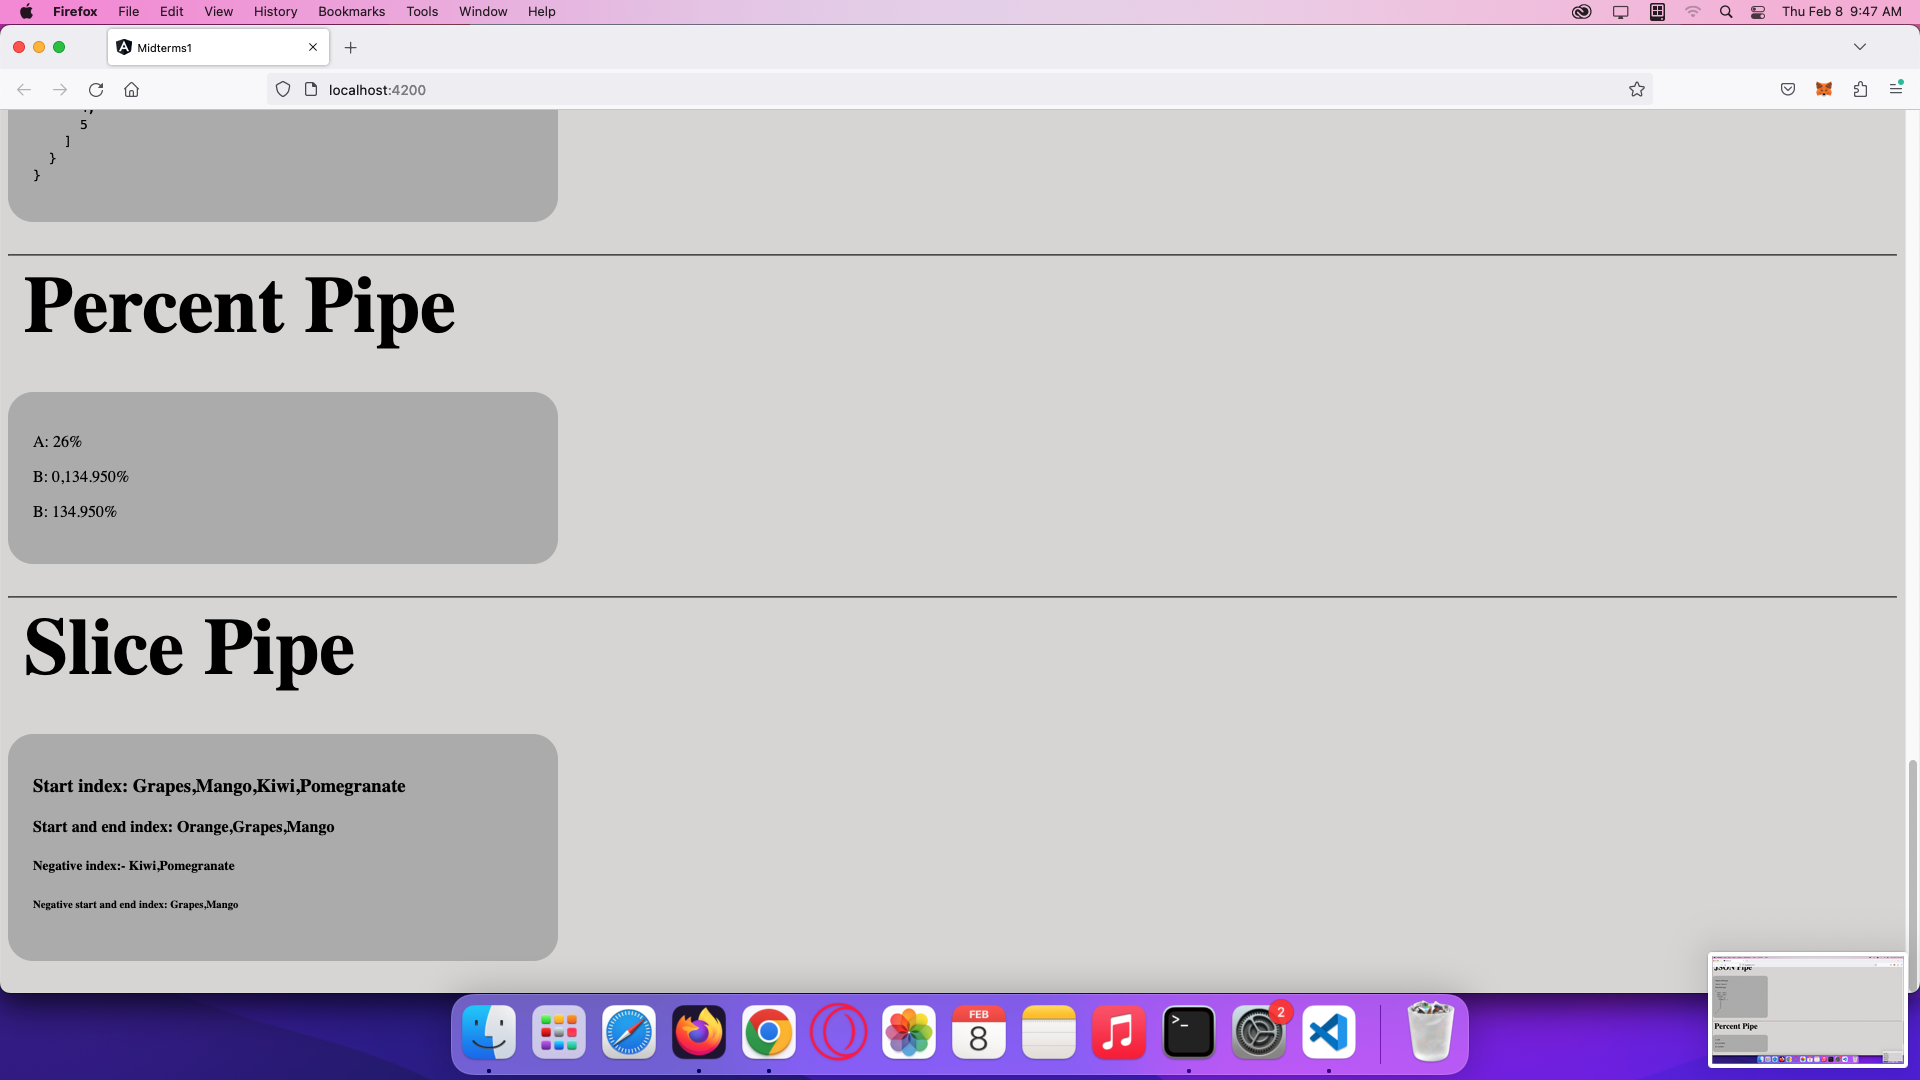 Firefox File Edit View History Bookmarks Tools Window Help Thu Feb 8 9:47 AM
Midterms1
localhost:4200
5
]
}
}
Percent Pipe
A: 26%
B: 0,134.950%
B: 134.950%
Slice Pipe
Start index: Grapes,Mango,Kiwi,Pomegranate
Start and end index: Orange,Grapes,Mango
Negative index:- Kiwi,Pomegranate
Negative start and end index: Grapes,Mango
JSON Pipe
Percent Pipe
FEB
8
>_
2